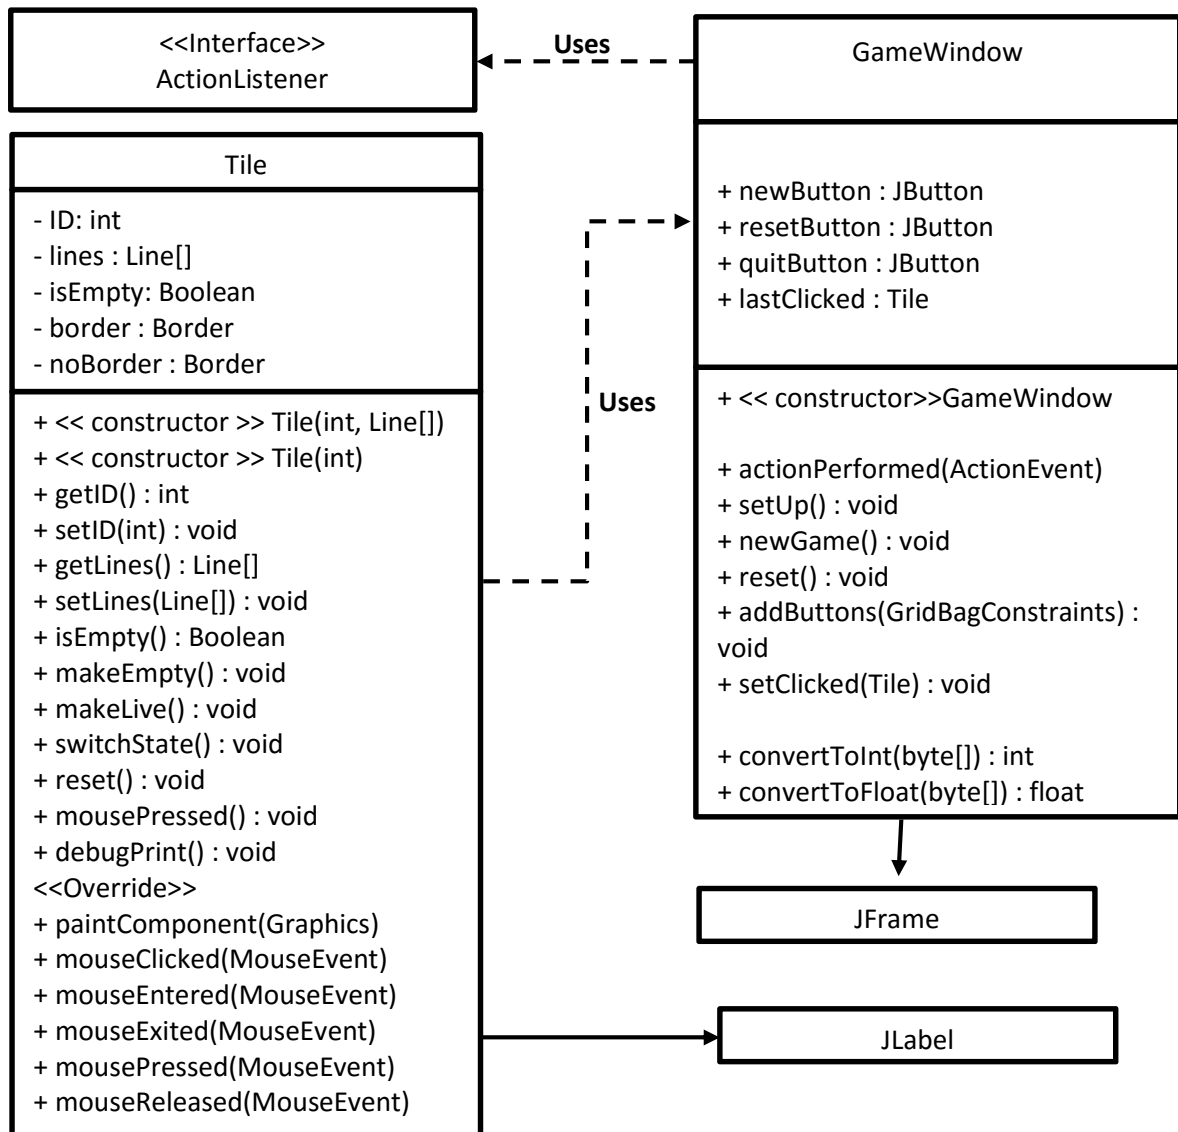 <<Interface>>
ActionListener
Uses
GameWindow
+ newButton : JButton
+ resetButton : JButton
+ quitButton : JButton
+ lastClicked : Tile
+ << constructor>>GameWindow
+ actionPerformed(ActionEvent)
+ setUp() : void
+ newGame() : void
+ reset() : void
+ addButtons(GridBagConstraints) :
void
+ setClicked(Tile) : void
+ convertToInt(byte[]) : int
+ convertToFloat(byte[]) : float
Tile
- ID: int
- lines : Line[]
- isEmpty: Boolean
- border : Border
- noBorder : Border
+ << constructor >> Tile(int, Line[])
+ << constructor >> Tile(int)
+ getID() : int
+ setID(int) : void
+ getLines() : Line[]
+ setLines(Line[]) : void
+ isEmpty() : Boolean
+ makeEmpty() : void
+ makeLive() : void
+ switchState() : void
+ reset() : void
+ mousePressed() : void
+ debugPrint() : void
<<Override>>
+ paintComponent(Graphics)
+ mouseClicked(MouseEvent)
+ mouseEntered(MouseEvent)
+ mouseExited(MouseEvent)
+ mousePressed(MouseEvent)
+ mouseReleased(MouseEvent)
Uses
JFrame
JLabel